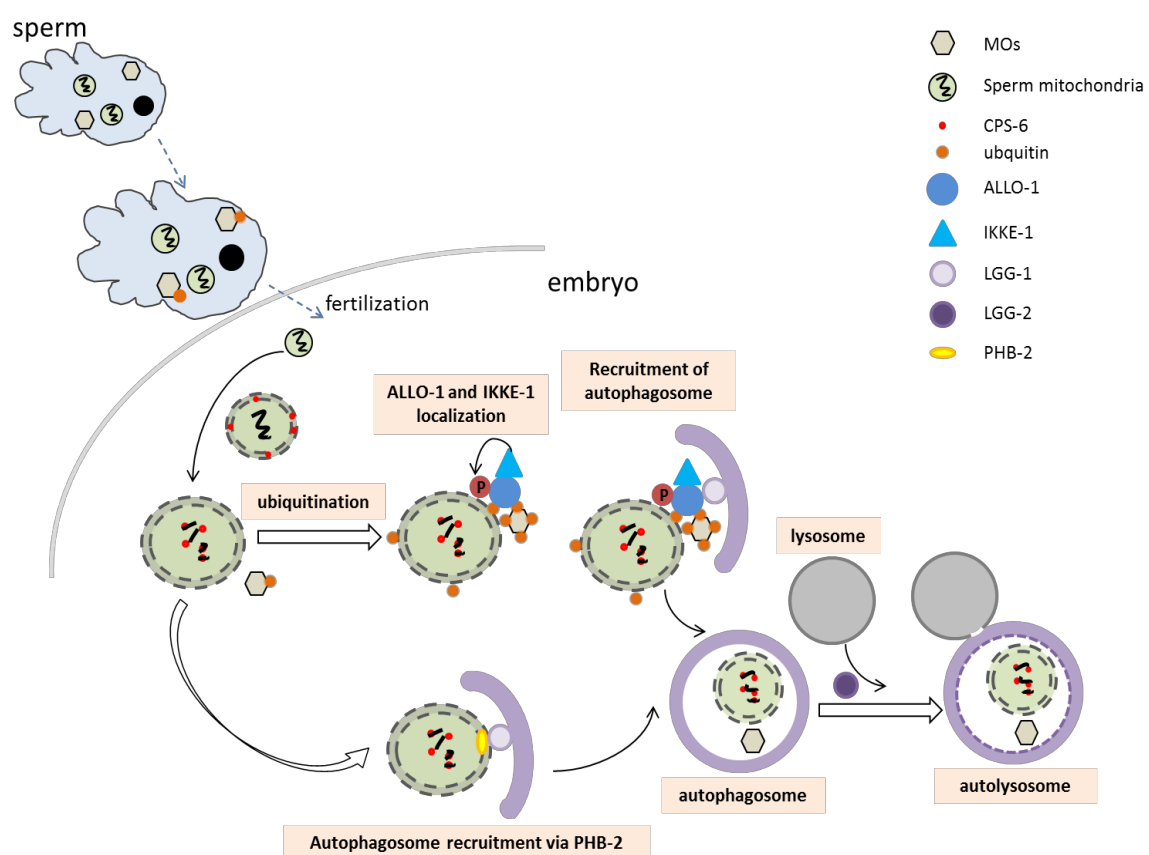 sperm
MOs
Sperm mitochondria
CPS-6
ubquitin
ALLO-1
IKKE-1
LGG-1
LGG-2
PHB-2
embryo
fertilization
Recruitment of
autophagosome
ALLO-1 and IKKE-1
localization
P
P
ubiquitination
lysosome
autophagosome
autolysosome
Autophagosome recruitment via PHB-2